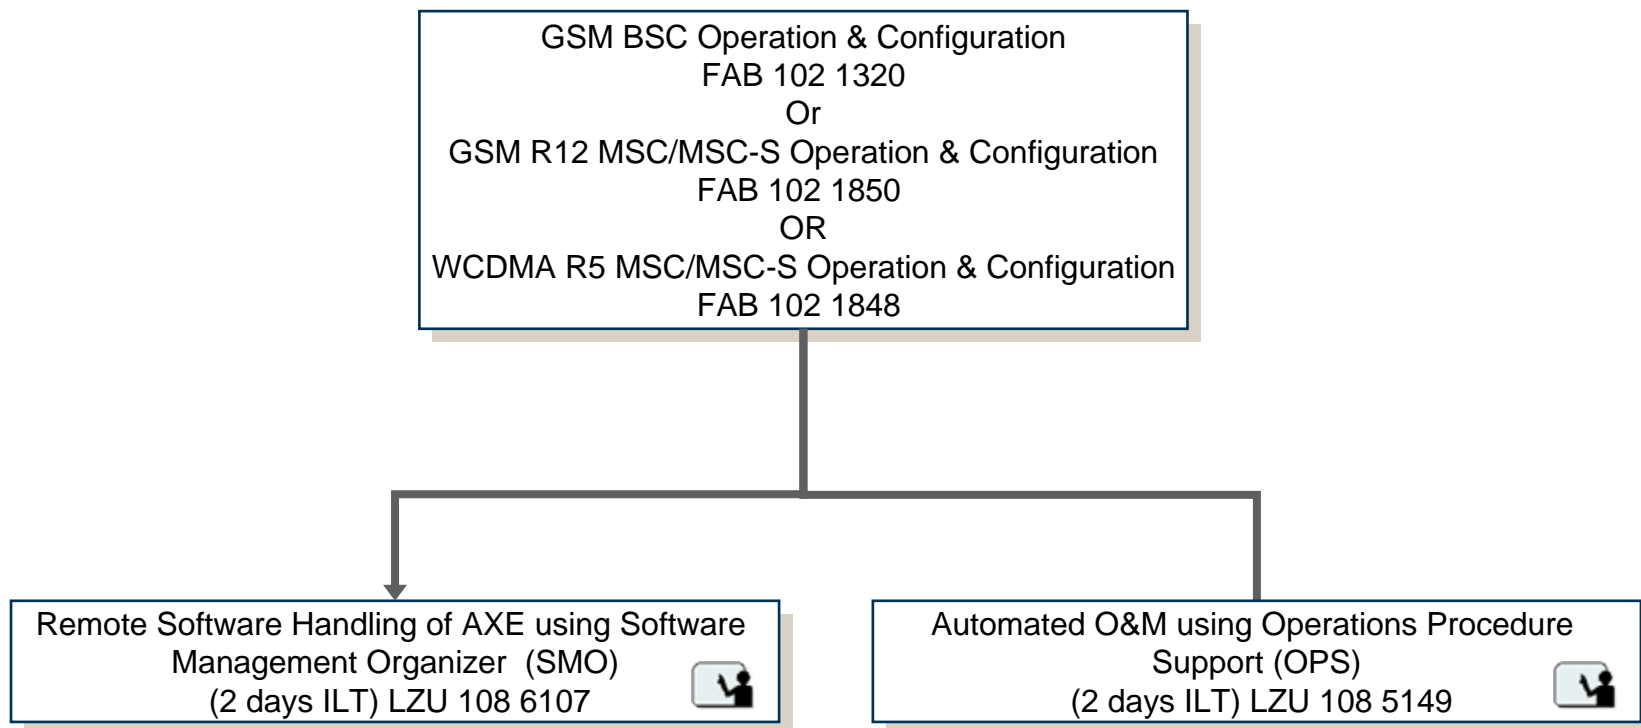 GSM BSC Operation & Configuration
FAB 102 1320
Or
GSM R12 MSC/MSC-S Operation & Configuration
FAB 102 1850
OR
WCDMA R5 MSC/MSC-S Operation & Configuration
FAB 102 1848
Remote Software Handling of AXE using Software
Management Organizer (SMO)
(2 days ILT) LZU 108 6107
Automated O&M using Operations Procedure
Support (OPS)
(2 days ILT) LZU 108 5149